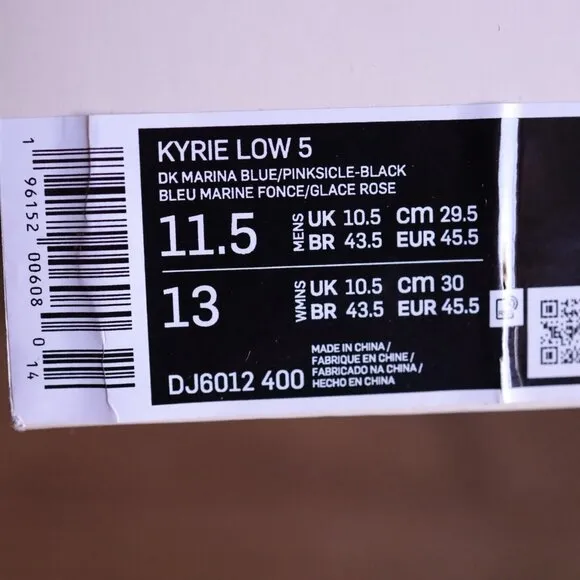 KYRIE LOW 5
DK MARINA BLUE/PINKSICLE-BLACK
BLEU MARINE FONCE/GLACE ROSE
11.5 MENS UK 10.5 cm 29.5
BR 43.5 EUR 45.5
13 WMNS UK 10.5 cm 30
BR 43.5 EUR 45.5
DJ6012 400
MADE IN CHINA /
FABRIQUE EN CHINE /
FABRICADO NA CHINA /
HECHO EN CHINA
1 96152 00608 0 14